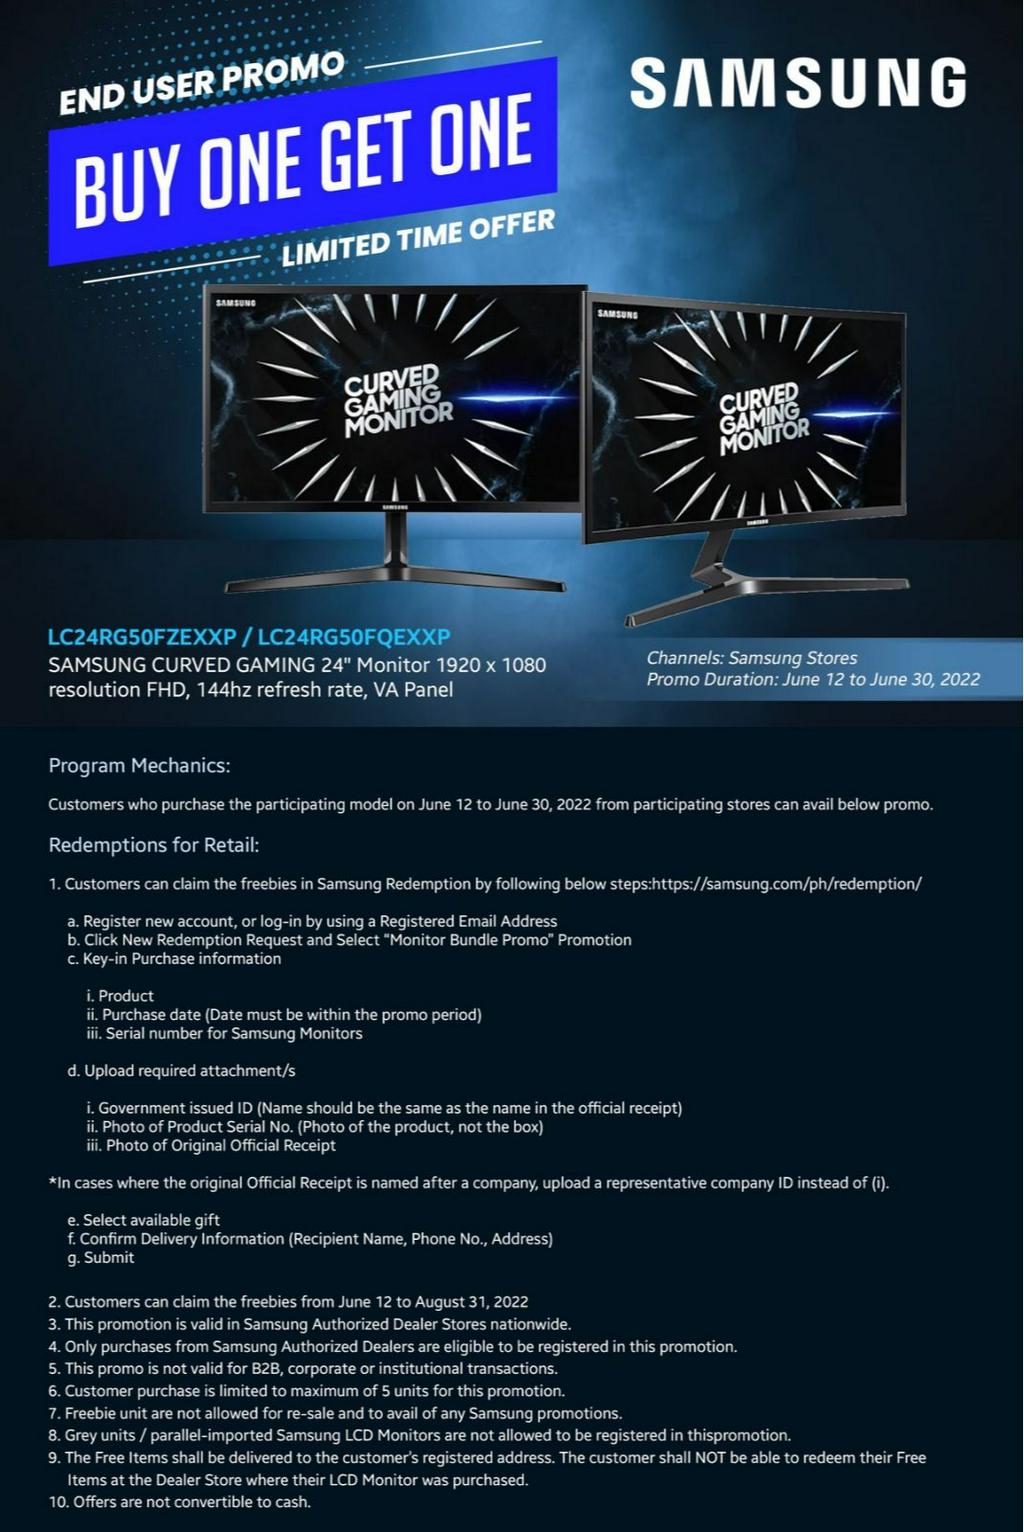 END USER PROMO
BUY ONE GET ONE
LIMITED TIME OFFER
SAMSUNG
SAMSUNG
CURVED
GAMING
MONITOR
SAMSUNG
SAMSUNG
CURVED
GAMING
MONITOR
SAMSUNG
LC24RG50FZEXXP / LC24RG50FQEXXP
SAMSUNG CURVED GAMING 24" Monitor 1920 x 1080
resolution FHD, 144hz refresh rate, VA Panel
Channels: Samsung Stores
Promo Duration: June 12 to June 30, 2022
Program Mechanics:
Customers who purchase the participating model on June 12 to June 30, 2022 from participating stores can avail below promo.
Redemptions for Retail:
1. Customers can claim the freebies in Samsung Redemption by following below steps:https://samsung.com/ph/redemption/
a. Register new account, or log-in by using a Registered Email Address
b. Click New Redemption Request and Select “Monitor Bundle Promo” Promotion
c. Key-in Purchase information
i. Product
ii. Purchase date (Date must be within the promo period)
iii. Serial number for Samsung Monitors
d. Upload required attachment/s
i. Government issued ID (Name should be the same as the name in the official receipt)
ii. Photo of Product Serial No. (Photo of the product, not the box)
iii. Photo of Original Official Receipt
*In cases where the original Official Receipt is named after a company, upload a representative company ID instead of (i).
e. Select available gift
f. Confirm Delivery Information (Recipient Name, Phone No., Address)
g. Submit
2. Customers can claim the freebies from June 12 to August 31, 2022
3. This promotion is valid in Samsung Authorized Dealer Stores nationwide.
4. Only purchases from Samsung Authorized Dealers are eligible to be registered in this promotion.
5. This promo is not valid for B2B, corporate or institutional transactions.
6. Customer purchase is limited to maximum of 5 units for this promotion.
7. Freebie unit are not allowed for re-sale and to avail of any Samsung promotions.
8. Grey units / parallel-imported Samsung LCD Monitors are not allowed to be registered in thispromotion.
9. The Free Items shall be delivered to the customer’s registered address. The customer shall NOT be able to redeem their Free
Items at the Dealer Store where their LCD Monitor was purchased.
10. Offers are not convertible to cash.